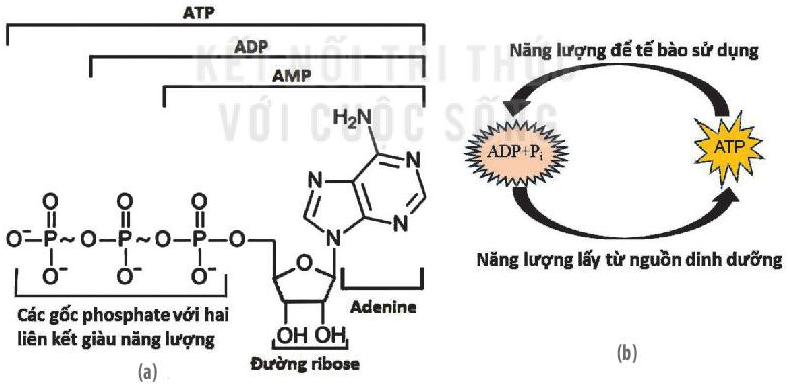 ATP
ADP
AMP
KẾT NỐI TRI THỨC
VỚI CUỘC SỐNG
NH₂
H₂N
N
N
N
N
O
O
O
O⁻
P
~
O
P
~
O
P
O
O⁻
O⁻
O⁻
O
OH
OH
Adenine
Các gốc phosphate với hai
liên kết giàu năng lượng
Đường ribose
(a)
Năng lượng để tế bào sử dụng
ADP+Pᵢ
ATP
Năng lượng lấy từ nguồn dinh dưỡng
(b)